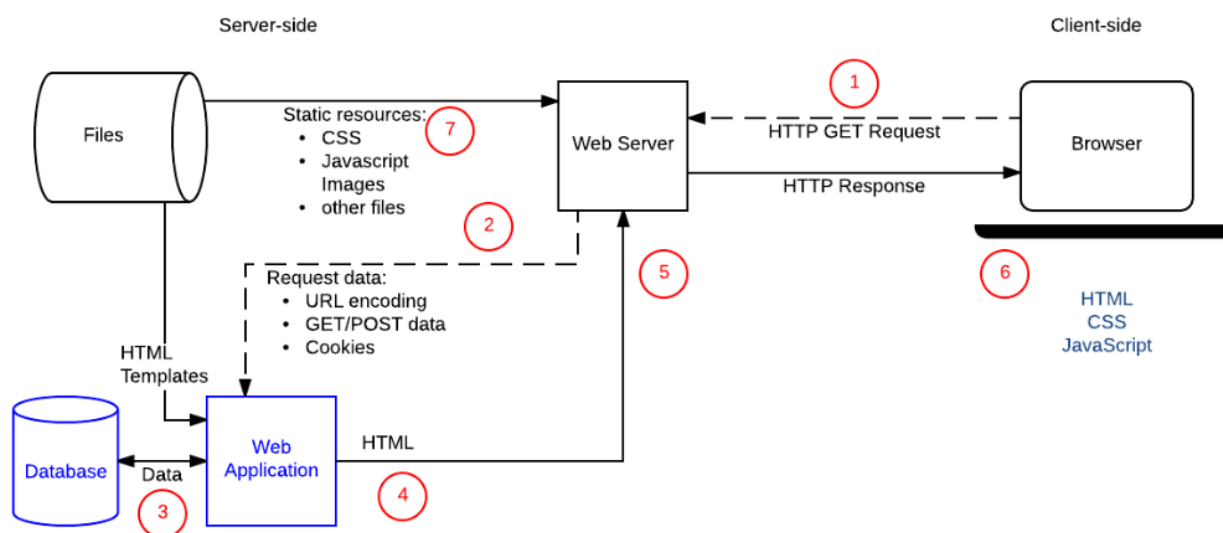 Server-side
Client-side
Files
Static resources:
• CSS
• Javascript
Images
• other files
7
Web Server
1
HTTP GET Request
HTTP Response
Browser
2
Request data:
• URL encoding
• GET/POST data
• Cookies
5
6
HTML
CSS
JavaScript
HTML
Templates
Database
Data
3
Web
Application
HTML
4